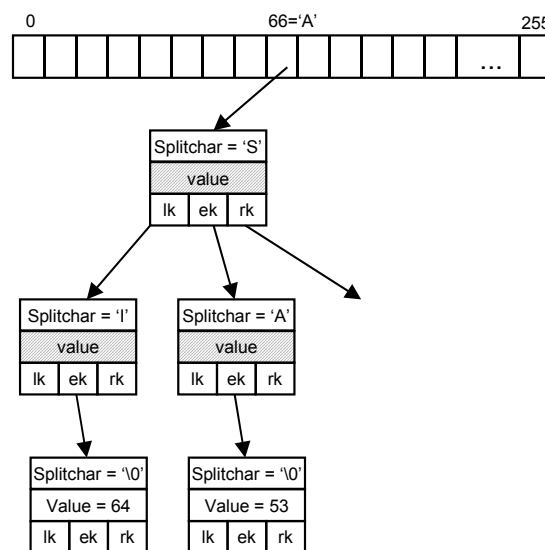 0 66=‘A’ 255
...
Splitchar = ‘S’
value
lk ek rk
Splitchar = ‘I’ Splitchar = ‘A’
value value
lk ek rk lk ek rk
Splitchar = ‘\0’ Splitchar = ‘\0’
Value = 64 Value = 53
lk ek rk lk ek rk